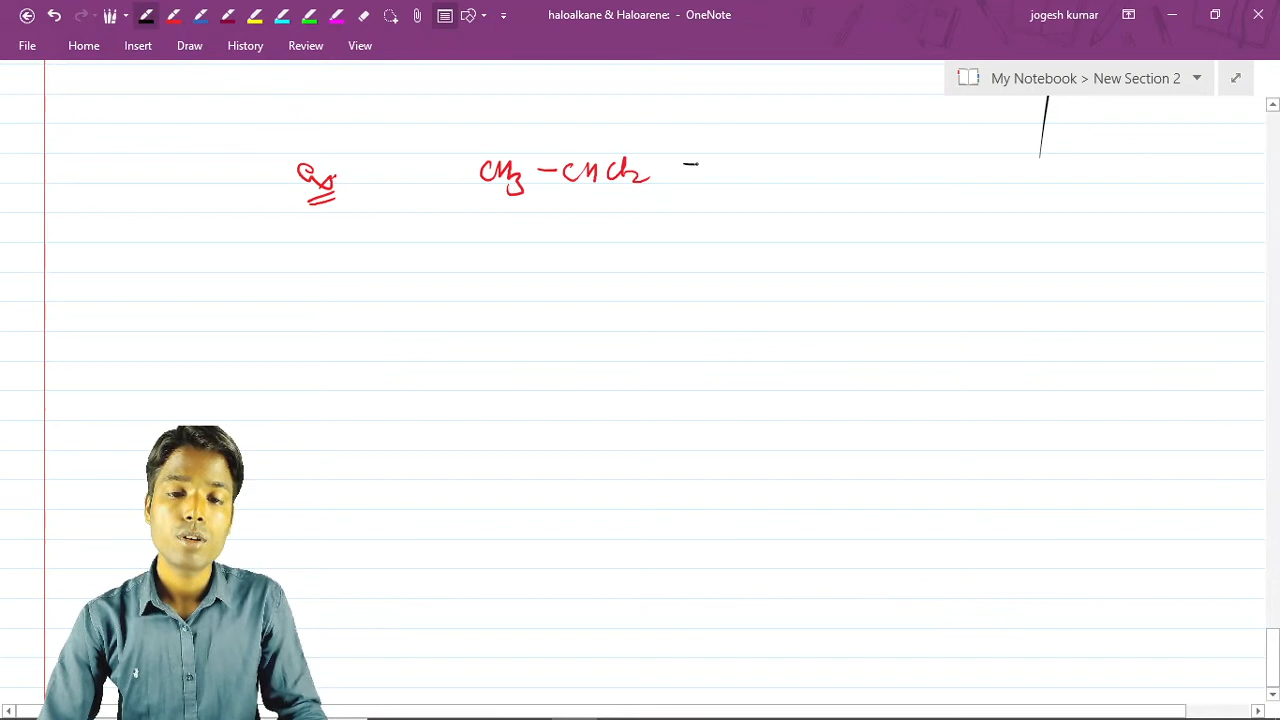 haloalkane & Haloarene: - OneNote
jogesh kumar
File Home Insert Draw History Review View
My Notebook > New Section 2
Ex CH3 - CHCl2 -